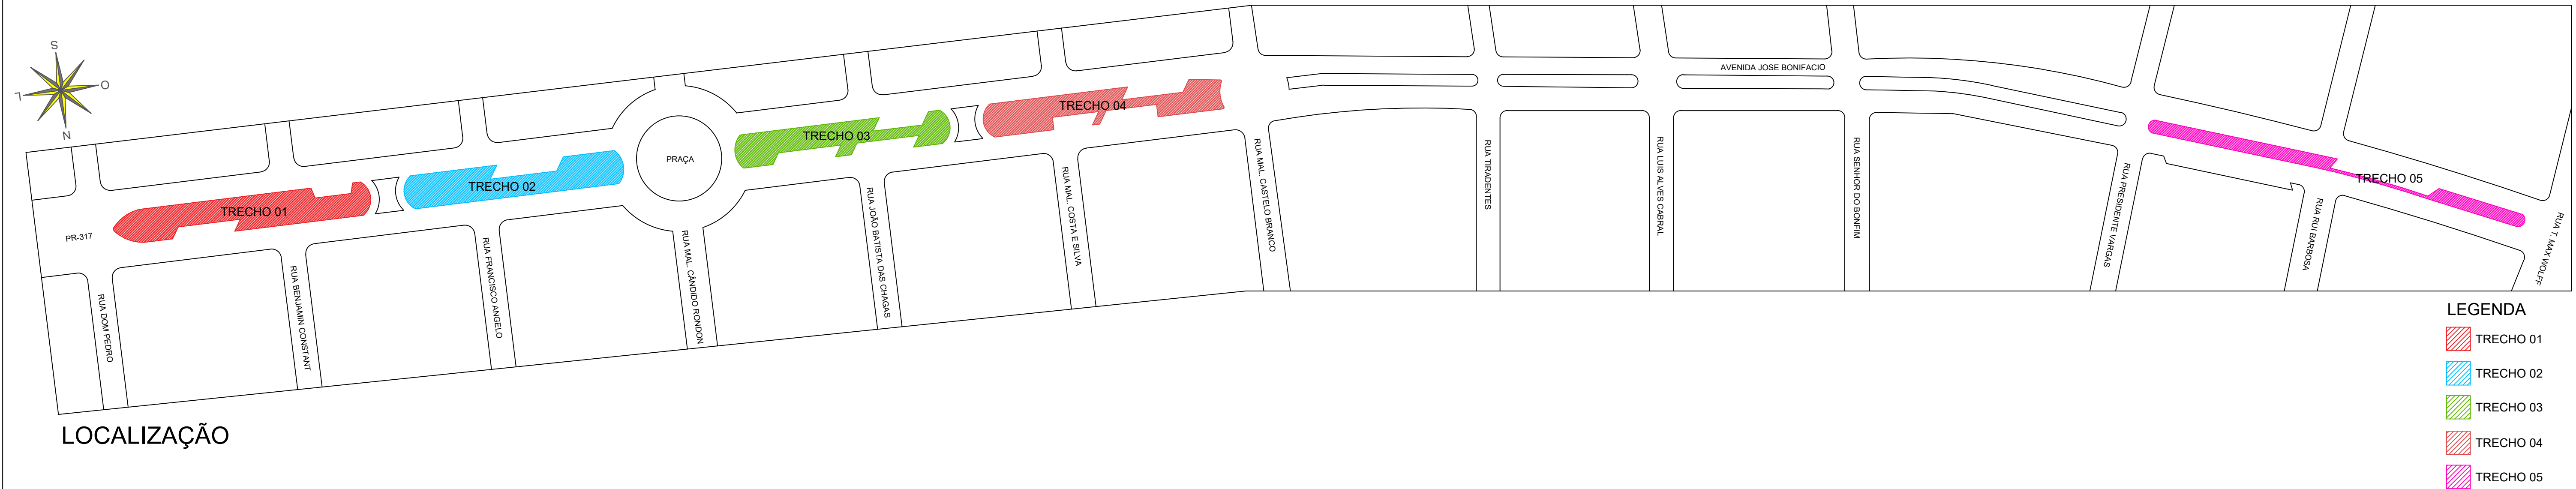 S
O
L
N
AVENIDA JOSE BONIFACIO
TRECHO 04
TRECHO 03
PRAÇA
TRECHO 02
TRECHO 05
TRECHO 01
PR-317
RUA DOM PEDRO
RUA BENJAMIN CONSTANT
RUA FRANCISCO ANGELO
RUA MAL. CÂNDIDO RONDON
RUA JOÃO BATISTA DAS CHAGAS
RUA MAL. COSTA E SILVA
RUA MAL. CASTELO BRANCO
RUA TIRADENTES
RUA LUIS ALVES CABRAL
RUA SENHOR DO BONFIM
RUA PRESIDENTE VARGAS
RUA RUI BARBOSA
RUA T. MAX WOLFF
LOCALIZAÇÃO
LEGENDA
TRECHO 01
TRECHO 02
TRECHO 03
TRECHO 04
TRECHO 05